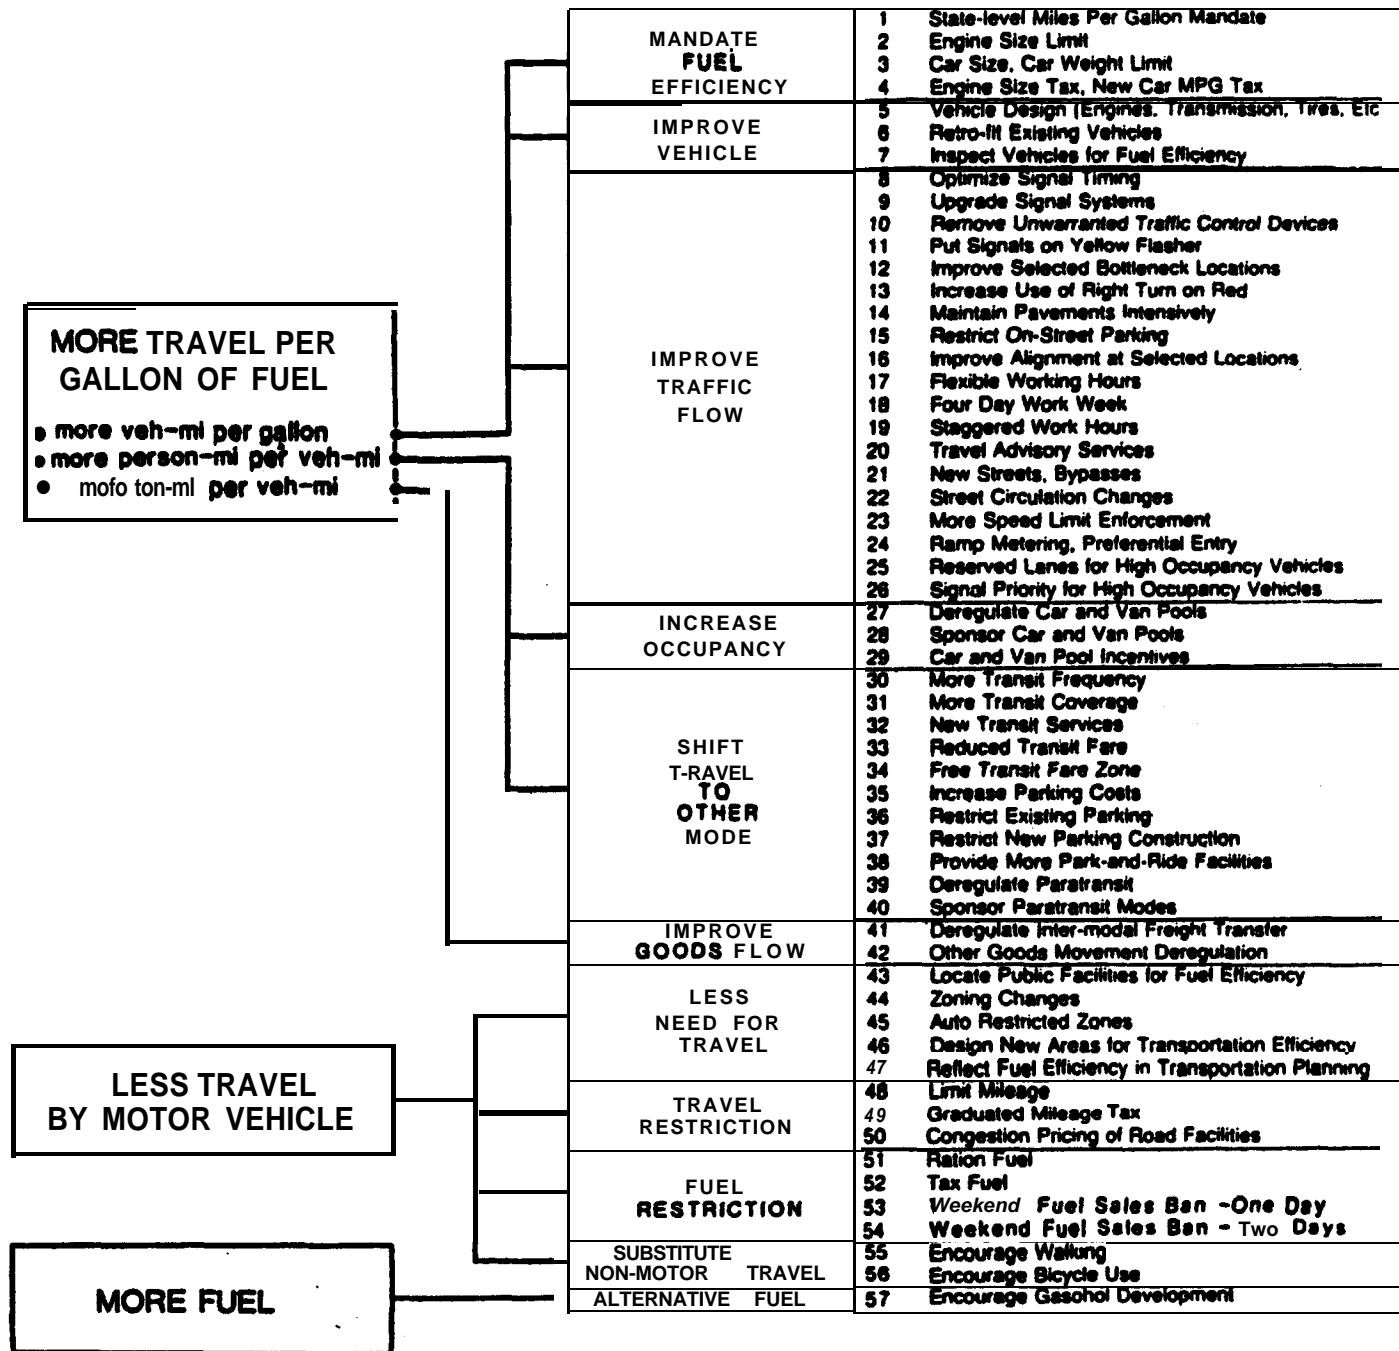 MORE TRAVEL PER
GALLON OF FUEL
• more veh-mi per gallon
• more person-mi per veh-mi
• mofo ton-ml per veh-mi
LESS TRAVEL
BY MOTOR VEHICLE
MORE FUEL
MANDATE
FUEL
EFFICIENCY
1 State-level Miles Per Gallon Mandate
2 Engine Size Limit
3 Car Size, Car Weight Limit
4 Engine Size Tax, New Car MPG Tax
IMPROVE
VEHICLE
5 Vehicle Design (Engines. Transmission, Tires, Etc
6 Retro-fit Existing Vehicles
7 Inspect Vehicles for Fuel Efficiency
IMPROVE
TRAFFIC
FLOW
8 Optimize Signal Timing
9 Upgrade Signal Systems
10 Remove Unwarranted Traffic Control Devices
11 Put Signals on Yellow Flasher
12 Improve Selected Bottleneck Locations
13 Increase Use of Right Turn on Red
14 Maintain Pavements Intensively
15 Restrict On-Street Parking
16 Improve Alignment at Selected Locations
17 Flexible Working Hours
18 Four Day Work Week
19 Staggered Work Hours
20 Travel Advisory Services
21 New Streets, Bypasses
22 Street Circulation Changes
23 More Speed Limit Enforcement
24 Ramp Metering, Preferential Entry
25 Reserved Lanes for High Occupancy Vehicles
26 Signal Priority for High Occupancy Vehicles
INCREASE
OCCUPANCY
27 Deregulate Car and Van Pools
28 Sponsor Car and Van Pools
29 Car and Van Pool Incentives
SHIFT
T-RAVEL
TO
OTHER
MODE
30 More Transit Frequency
31 More Transit Coverage
32 New Transit Services
33 Reduced Transit Fare
34 Free Transit Fare Zone
35 Increase Parking Costs
36 Restrict Existing Parking
37 Restrict New Parking Construction
38 Provide More Park-and-Ride Facilities
39 Deregulate Paratransit
40 Sponsor Paratransit Modes
IMPROVE
GOODS FLOW
41 Deregulate Inter-modal Freight Transfer
42 Other Goods Movement Deregulation
LESS
NEED FOR
TRAVEL
43 Locate Public Facilities for Fuel Efficiency
44 Zoning Changes
45 Auto Restricted Zones
46 Design New Areas for Transportation Efficiency
47 Reflect Fuel Efficiency in Transportation Planning
TRAVEL
RESTRICTION
48 Limit Mileage
49 Graduated Mileage Tax
50 Congestion Pricing of Road Facilities
FUEL
RESTRICTION
51 Ration Fuel
52 Tax Fuel
53 Weekend Fuel Sales Ban -One Day
54 Weekend Fuel Sales Ban - Two Days
SUBSTITUTE
NON-MOTOR TRAVEL
55 Encourage Walking
56 Encourage Bicycle Use
ALTERNATIVE FUEL
57 Encourage Gasohol Development